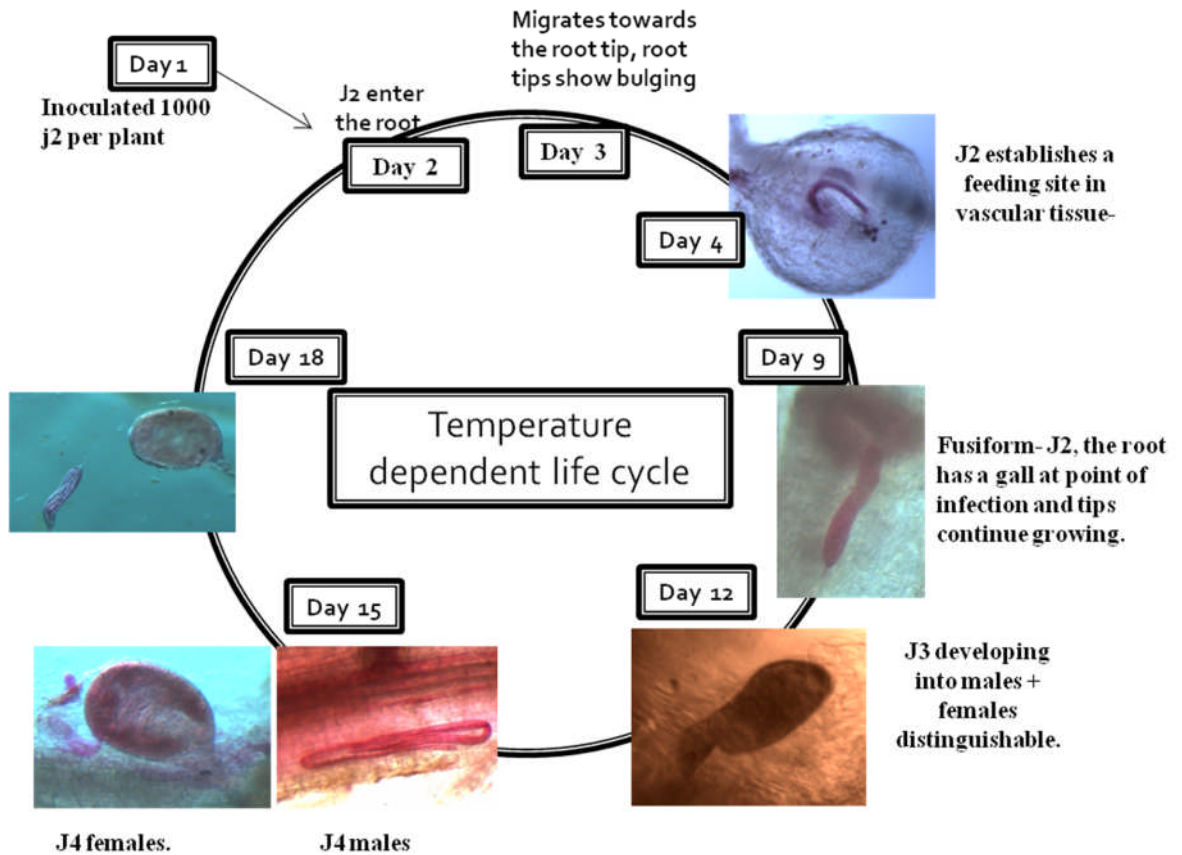 Day 1
Inoculated 1000
j2 per plant
J2 enter
the root
Day 2
Migrates towards
the root tip, root
tips show bulging
Day 3
Day 4
J2 establishes a
feeding site in
vascular tissue-
Day 9
Fusiform- J2, the root
has a gall at point of
infection and tips
continue growing.
Day 12
J3 developing
into males +
females
distinguishable.
Day 15
J4 females.
J4 males
Day 18
Temperature
dependent life cycle